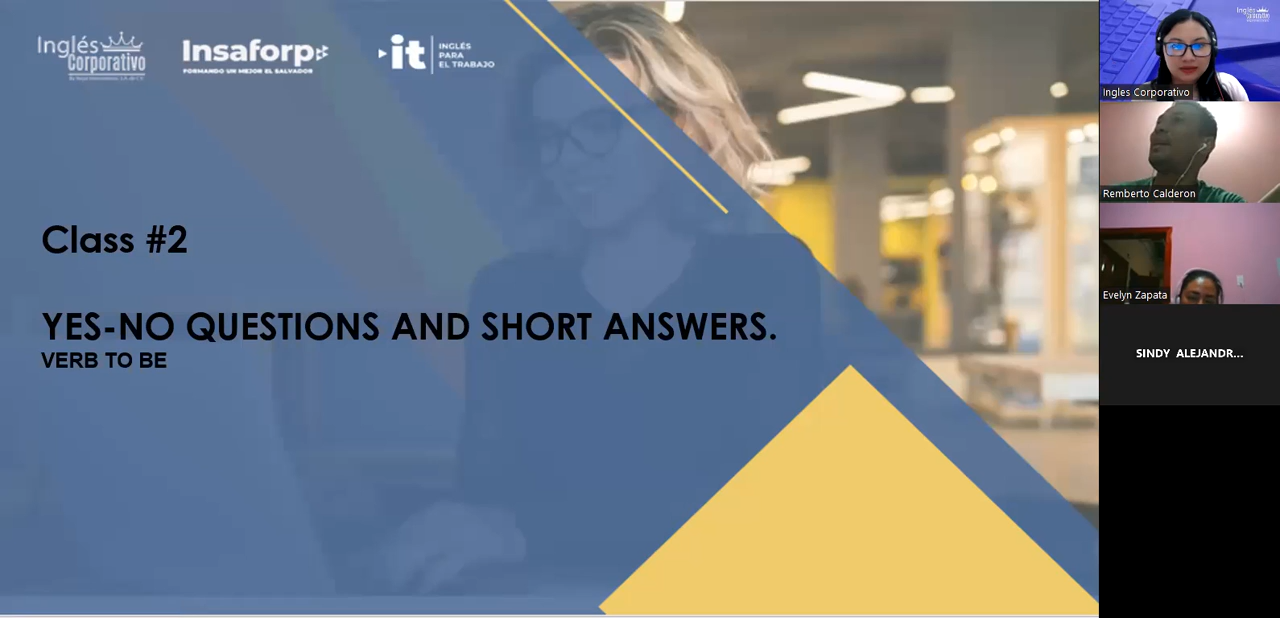 Inglés
Corporativo
Insaforp
FORMANDO UN MEJOR EL SALVADOR
it
INGLÉS
PARA
EL TRABAJO
Class #2
YES-NO QUESTIONS AND SHORT ANSWERS.
VERB TO BE
Ingles Corporativo
Remberto Calderon
Evelyn Zapata
SINDY ALEJANDR...